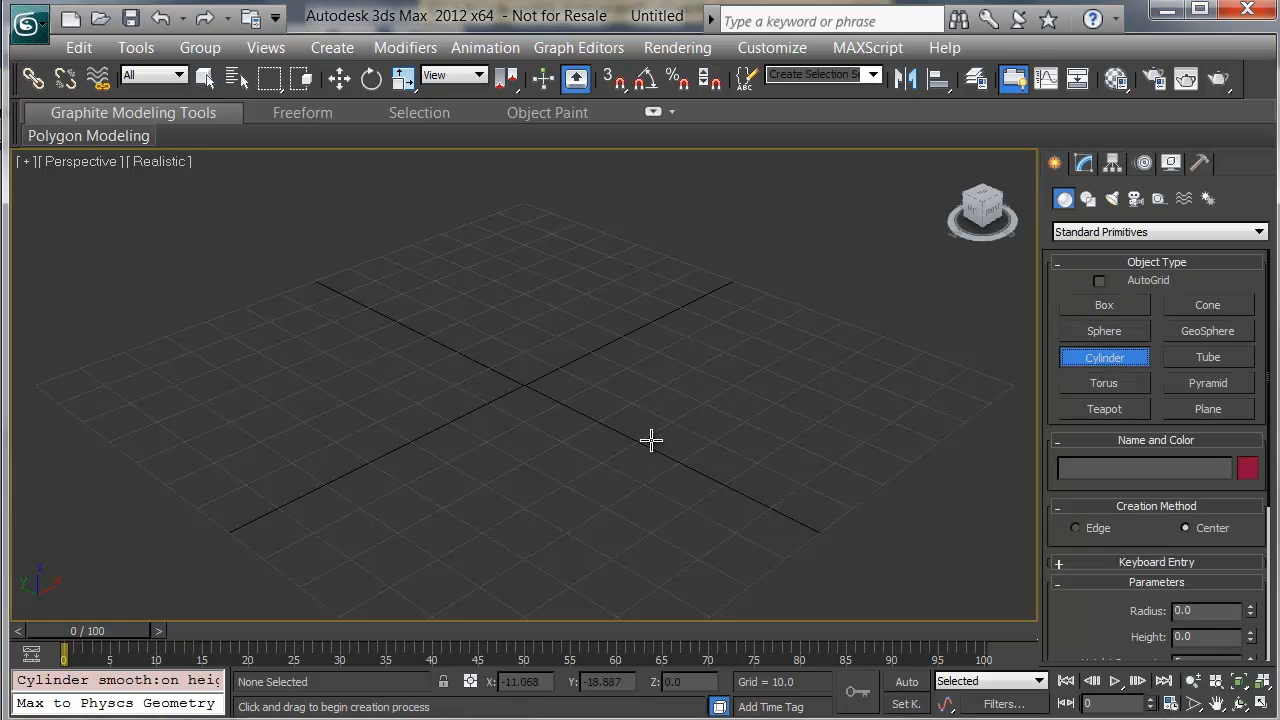 Autodesk 3ds Max  2012 x64  - Not for Resale    Untitled
Type a keyword or phrase
Edit Tools Group Views Create Modifiers Animation Graph Editors Rendering Customize MAXScript Help
All View 3 % ABC Create Selection Se
Graphite Modeling Tools Freeform Selection Object Paint
Polygon Modeling
[ + ][ Perspective ][ Realistic ]
Standard Primitives
- Object Type
AutoGrid
Box Cone
Sphere GeoSphere
Cylinder Tube
Torus Pyramid
Teapot Plane
- Name and Color
- Creation Method
Edge Center
+ Keyboard Entry
- Parameters
Radius: 0.0
Height: 0.0
z
y x
< 0 / 100 >
0 5 10 15 20 25 30 35 40 45 50 55 60 65 70 75 80 85 90 95 100
Cylinder smooth:on heig
Max to Physcs Geometry
None Selected X: -11.068 Y: -18.887 Z: 0.0 Grid = 10.0
Click and drag to begin creation process Add Time Tag
Auto Selected
Set K. Filters... 0